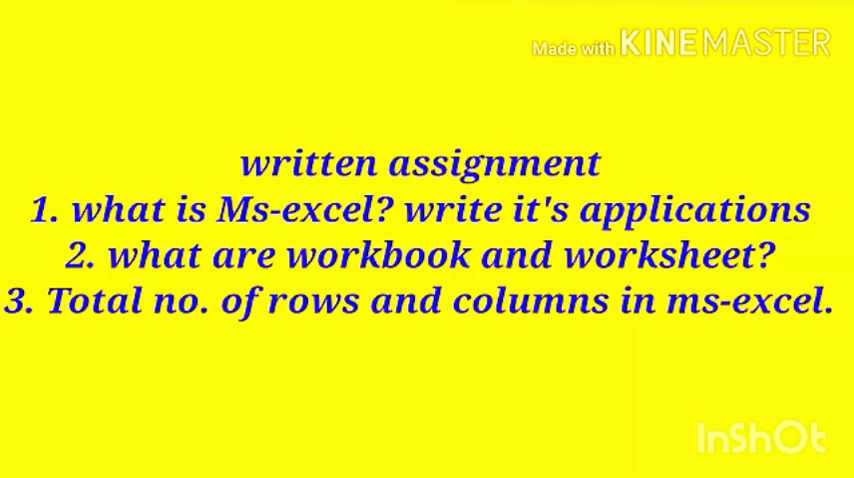 Made with KINEMASTER
written assignment
1. what is Ms-excel? write it's applications
2. what are workbook and worksheet?
3. Total no. of rows and columns in ms-excel.
InShOt